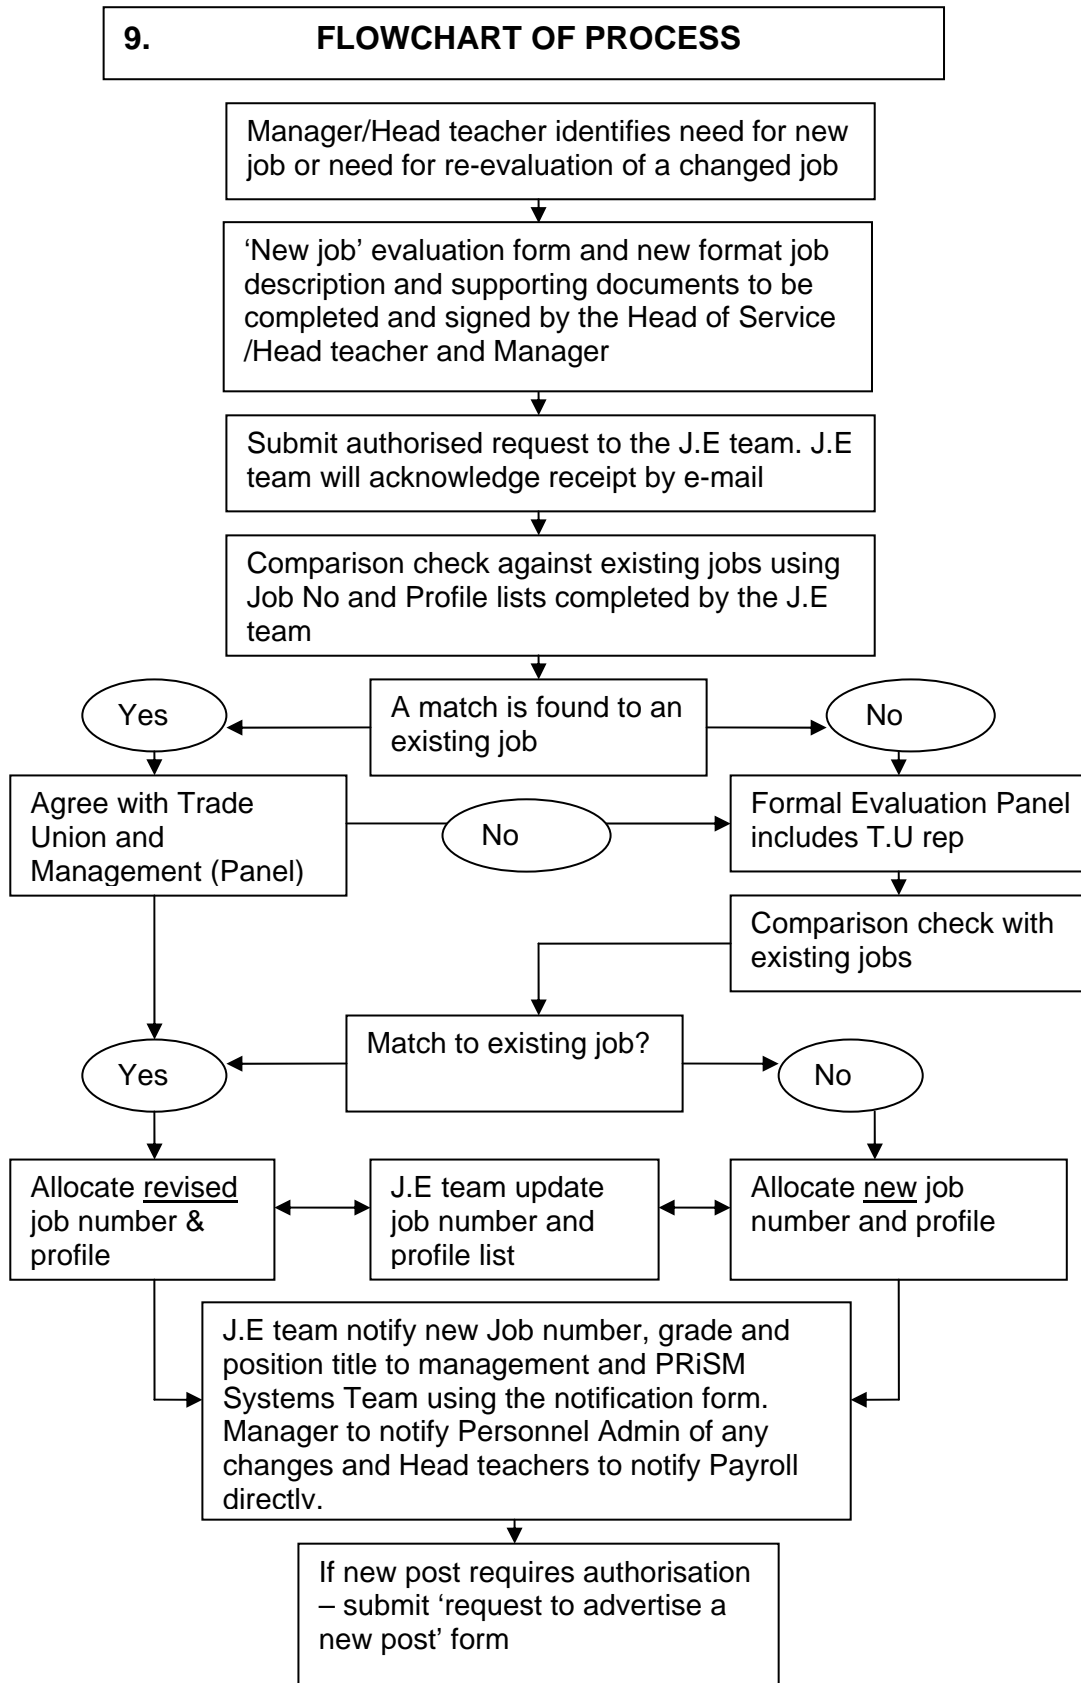 9. FLOWCHART OF PROCESS
Manager/Head teacher identifies need for new
job or need for re-evaluation of a changed job
‘New job’ evaluation form and new format job
description and supporting documents to be
completed and signed by the Head of Service
/Head teacher and Manager
Submit authorised request to the J.E team. J.E
team will acknowledge receipt by e-mail
Comparison check against existing jobs using
Job No and Profile lists completed by the J.E
team
Yes
A match is found to an
existing job
No
Agree with Trade
Union and
Management (Panel)
No
Formal Evaluation Panel
includes T.U rep
Comparison check with
existing jobs
Match to existing job?
Yes
No
Allocate revised
job number &
profile
J.E team update
job number and
profile list
Allocate new job
number and profile
J.E team notify new Job number, grade and
position title to management and PRiSM
Systems Team using the notification form.
Manager to notify Personnel Admin of any
changes and Head teachers to notify Payroll
directly.
If new post requires authorisation
– submit ‘request to advertise a
new post’ form